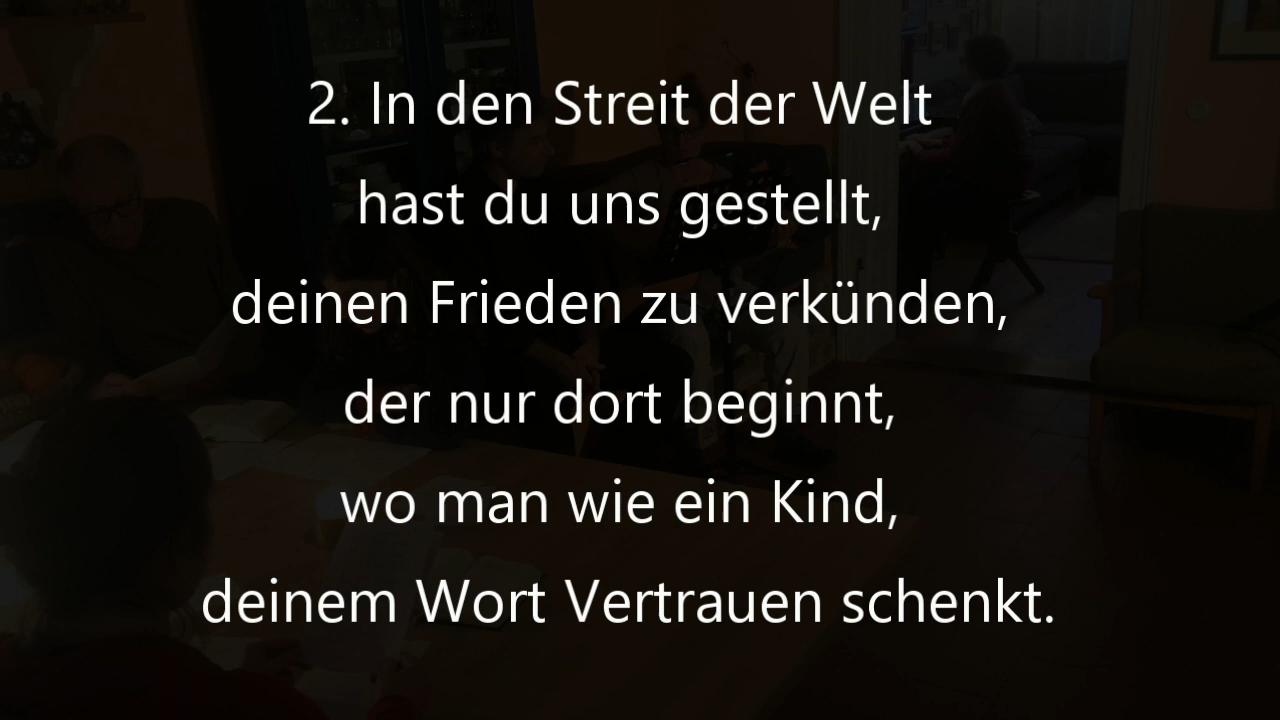 2. In den Streit der Welt
hast du uns gestellt,
deinen Frieden zu verkünden,
der nur dort beginnt,
wo man wie ein Kind,
deinem Wort Vertrauen schenkt.